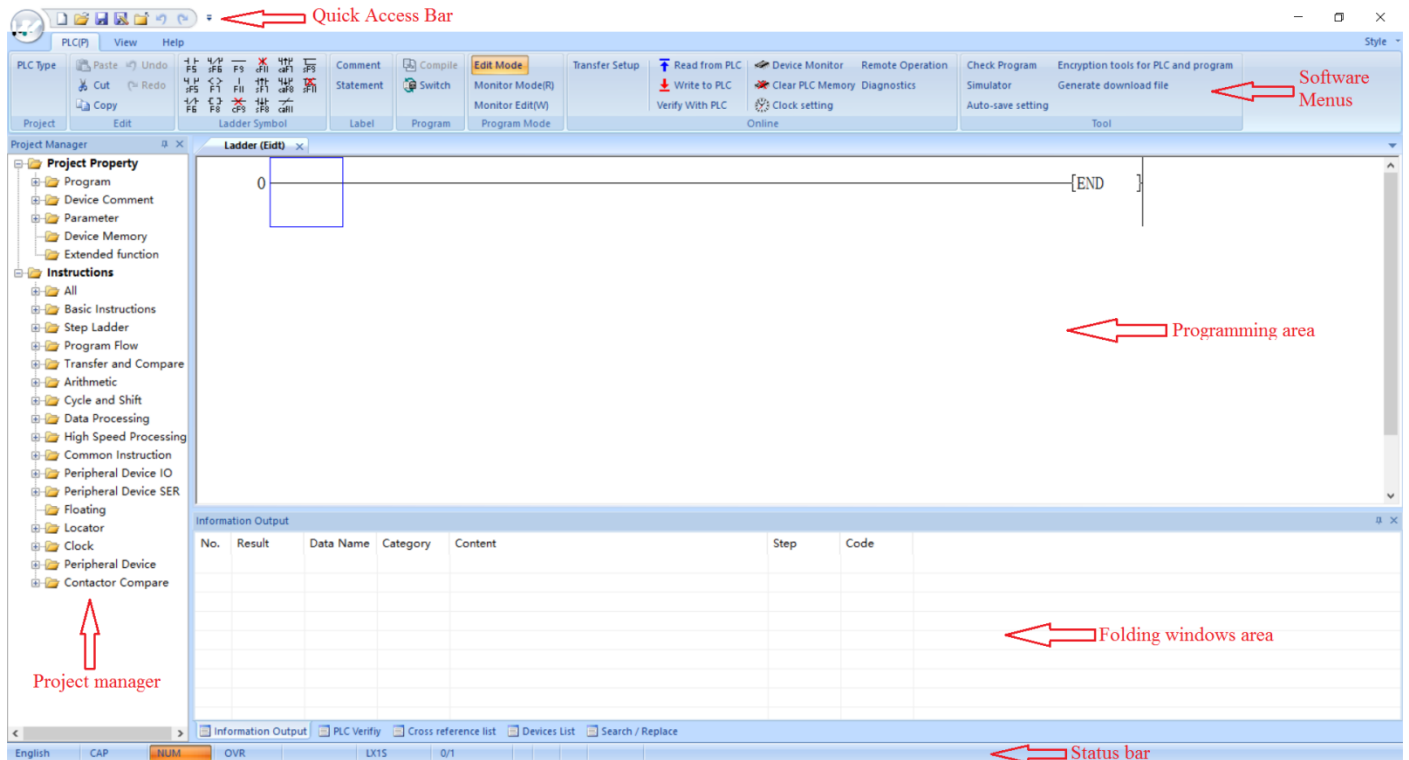 Quick Access Bar
PLC(P) View Help Style
PLC Type Paste Undo F5 sF6 F9 cF11 caF1 sF9 Comment Compile Edit Mode Transfer Setup Read from PLC Device Monitor Remote Operation Check Program Encryption tools for PLC and program
Cut Redo Statement Switch Monitor Mode(R) Write to PLC Clear PLC Memory Diagnostics Simulator Generate download file
Copy Monitor Edit(W) Verify With PLC Clock setting Auto-save setting
Software
Menus
Project Edit Ladder Symbol Label Program Program Mode Online Tool
Project Manager
Ladder (Eidt)
Project Property
Program
Device Comment
Parameter
Device Memory
Extended function
Instructions
All
Basic Instructions
Step Ladder
Program Flow
Transfer and Compare
Arithmetic
Cycle and Shift
Data Processing
High Speed Processing
Common Instruction
Peripheral Device IO
Peripheral Device SER
Floating
Locator
Clock
Peripheral Device
Contactor Compare
Project manager
0 [END ]
Programming area
Information Output
No. Result Data Name Category Content Step Code
Folding windows area
Information Output PLC Verifiy Cross reference list Devices List Search / Replace
English CAP NUM OVR LX1S 0/1
Status bar